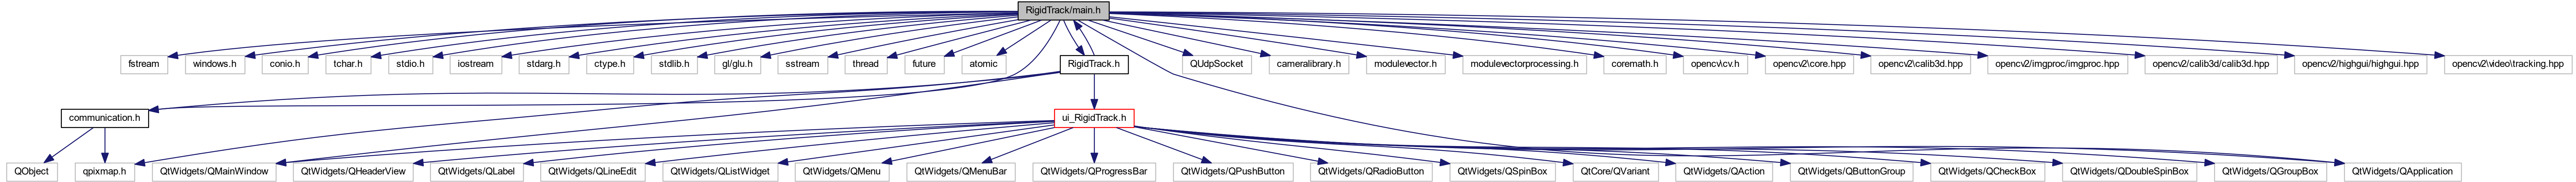 RigidTrack/main.h
fstream
windows.h
conio.h
tchar.h
stdio.h
iostream
stdarg.h
ctype.h
stdlib.h
gl/glu.h
sstream
thread
future
atomic
RigidTrack.h
QUdpSocket
cameralibrary.h
modulevector.h
modulevectorprocessing.h
coremath.h
opencv\cv.h
opencv2\core.hpp
opencv2\calib3d.hpp
opencv2/imgproc/imgproc.hpp
opencv2/calib3d/calib3d.hpp
opencv2/highgui/highgui.hpp
opencv2\video\tracking.hpp
communication.h
ui_RigidTrack.h
QObject
qpixmap.h
QtWidgets/QMainWindow
QtWidgets/QHeaderView
QtWidgets/QLabel
QtWidgets/QLineEdit
QtWidgets/QListWidget
QtWidgets/QMenu
QtWidgets/QMenuBar
QtWidgets/QProgressBar
QtWidgets/QPushButton
QtWidgets/QRadioButton
QtWidgets/QSpinBox
QtCore/QVariant
QtWidgets/QAction
QtWidgets/QButtonGroup
QtWidgets/QCheckBox
QtWidgets/QDoubleSpinBox
QtWidgets/QGroupBox
QtWidgets/QApplication